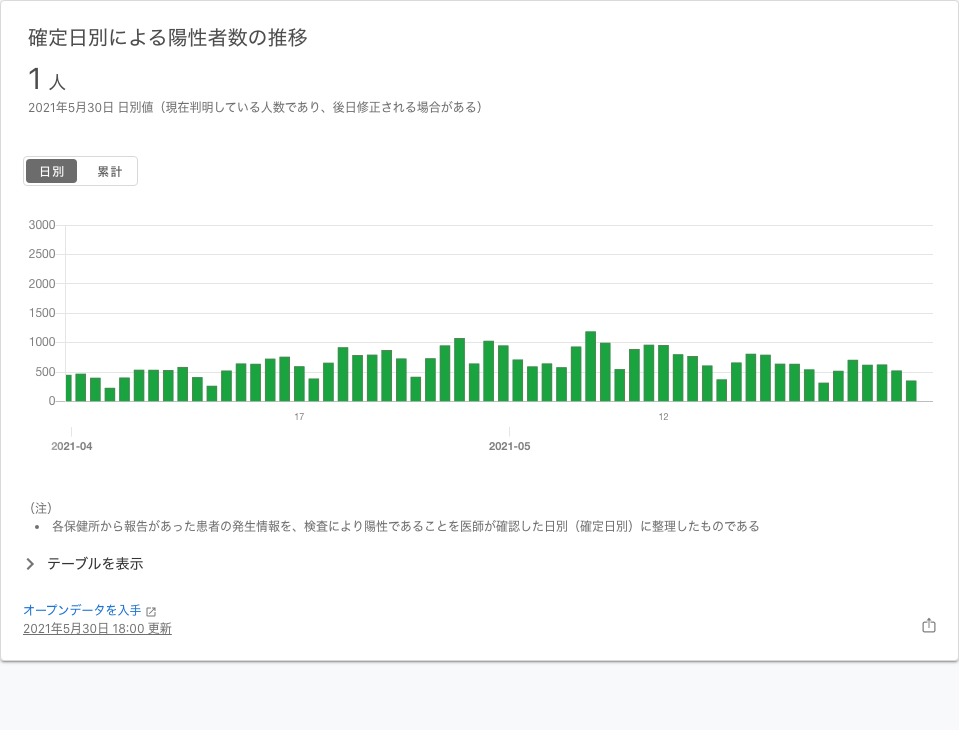 確定日別による陽性者数の推移
1 人
2021年5月30日 日別値（現在判明している人数であり、後日修正される場合がある）
日別 累計
3000
2500
2000
1500
1000
500
0
17 12
2021-04 2021-05
（注）
• 各保健所から報告があった患者の発生情報を、検査により陽性であることを医師が確認した日別（確定日別）に整理したものである
テーブルを表示
オープンデータを入手
2021年5月30日 18:00 更新